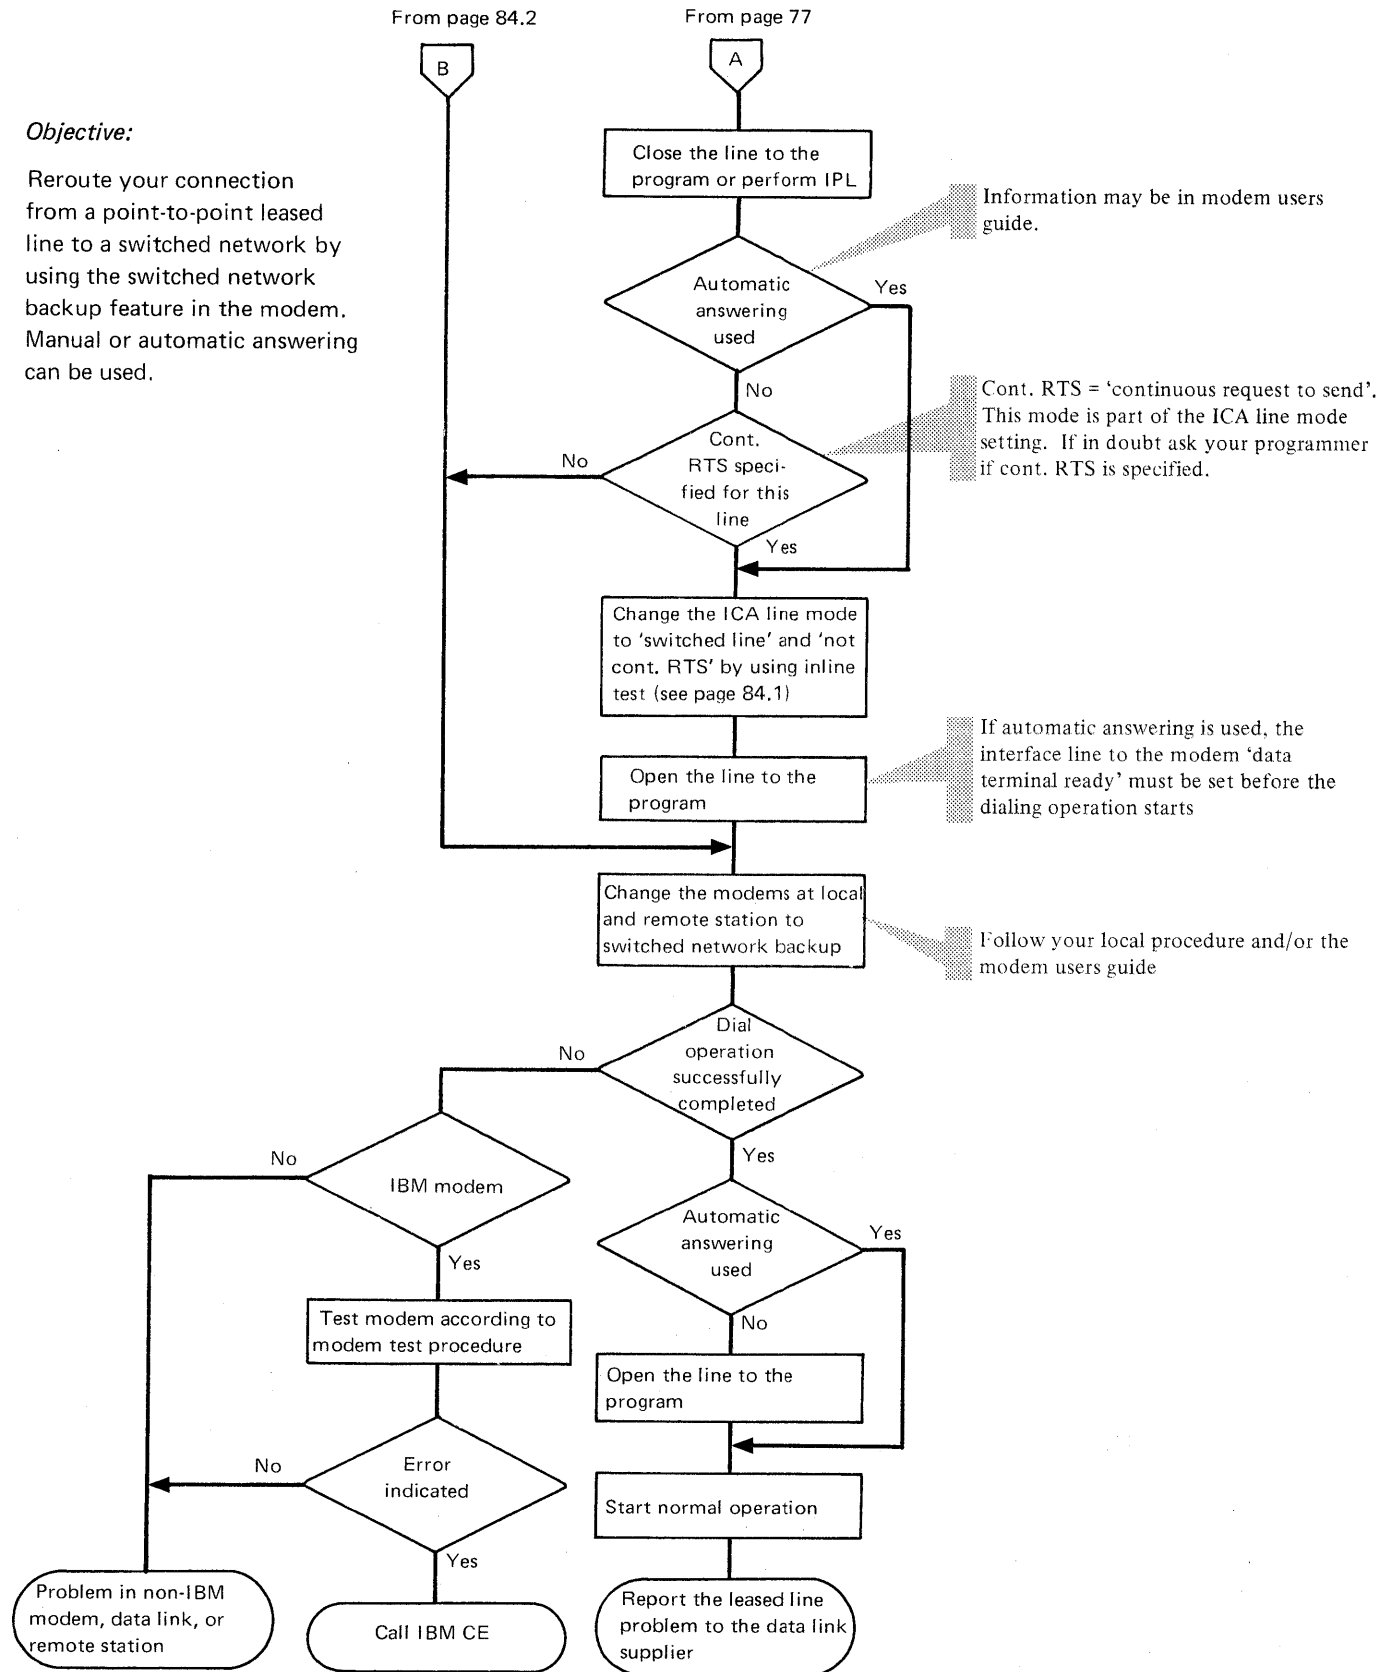 From page 84.2
From page 77
B
A
Objective:
Reroute your connection
from a point-to-point leased
line to a switched network by
using the switched network
backup feature in the modem.
Manual or automatic answering
can be used.
Close the line to the
program or perform IPL
Information may be in modem users
guide.
Automatic
answering
used
Yes
No
Cont. RTS = ‘continuous request to send’.
This mode is part of the ICA line mode
setting. If in doubt ask your programmer
if cont. RTS is specified.
Cont.
RTS speci-
fied for this
line
No
Yes
Change the ICA line mode
to ‘switched line’ and ‘not
cont. RTS’ by using inline
test (see page 84.1)
Open the line to the
program
If automatic answering is used, the
interface line to the modem ‘data
terminal ready’ must be set before the
dialing operation starts
Change the modems at local
and remote station to
switched network backup
Follow your local procedure and/or the
modem users guide
Dial
operation
successfully
completed
No
Yes
IBM modem
No
Yes
Automatic
answering
used
Yes
No
Test modem according to
modem test procedure
Open the line to the
program
Error
indicated
No
Yes
Start normal operation
Problem in non-IBM
modem, data link, or
remote station
Call IBM CE
Report the leased line
problem to the data link
supplier